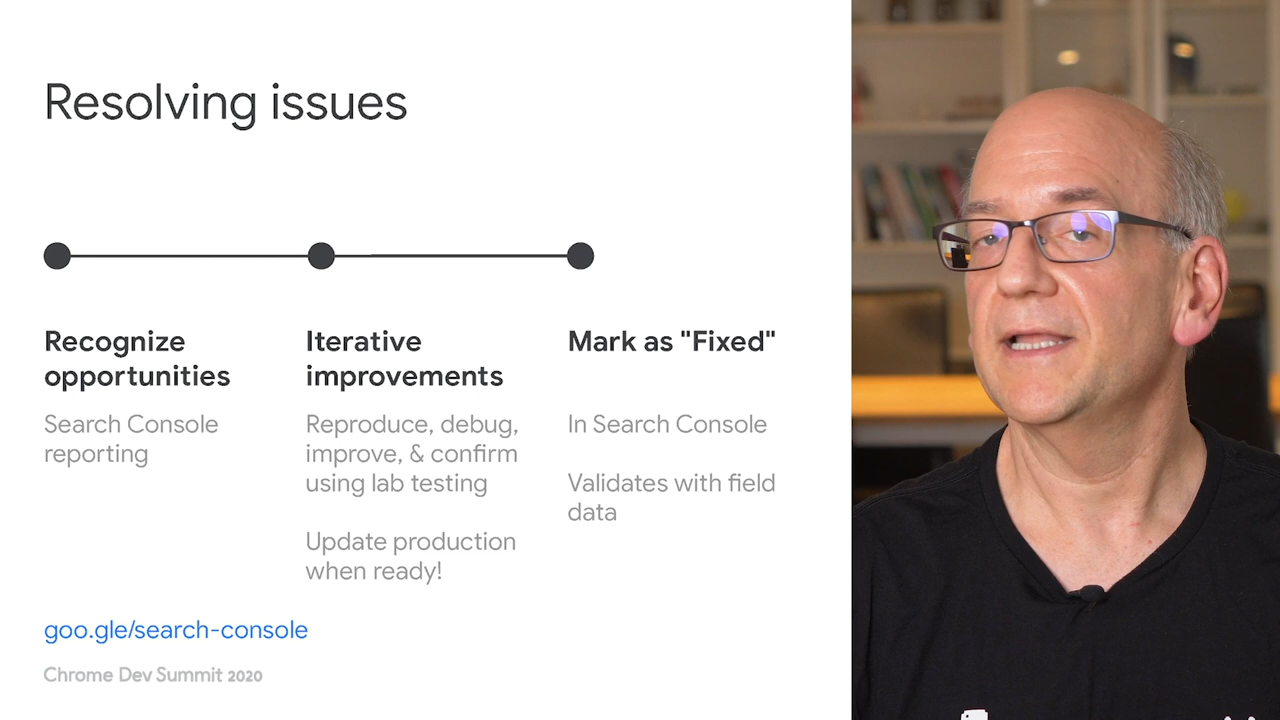 Resolving issues
Recognize
opportunities
Search Console
reporting
Iterative
improvements
Reproduce, debug,
improve, & confirm
using lab testing
Update production
when ready!
Mark as "Fixed"
In Search Console
Validates with field
data
goo.gle/search-console
Chrome Dev Summit 2020